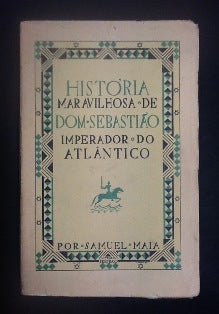 HISTÓRIA
MARAVILHOSA·DE
DOM·SEBASTIÃO
IMPERADOR·DO
ATLÂNTICO
POR·SAMUEL·MAIA